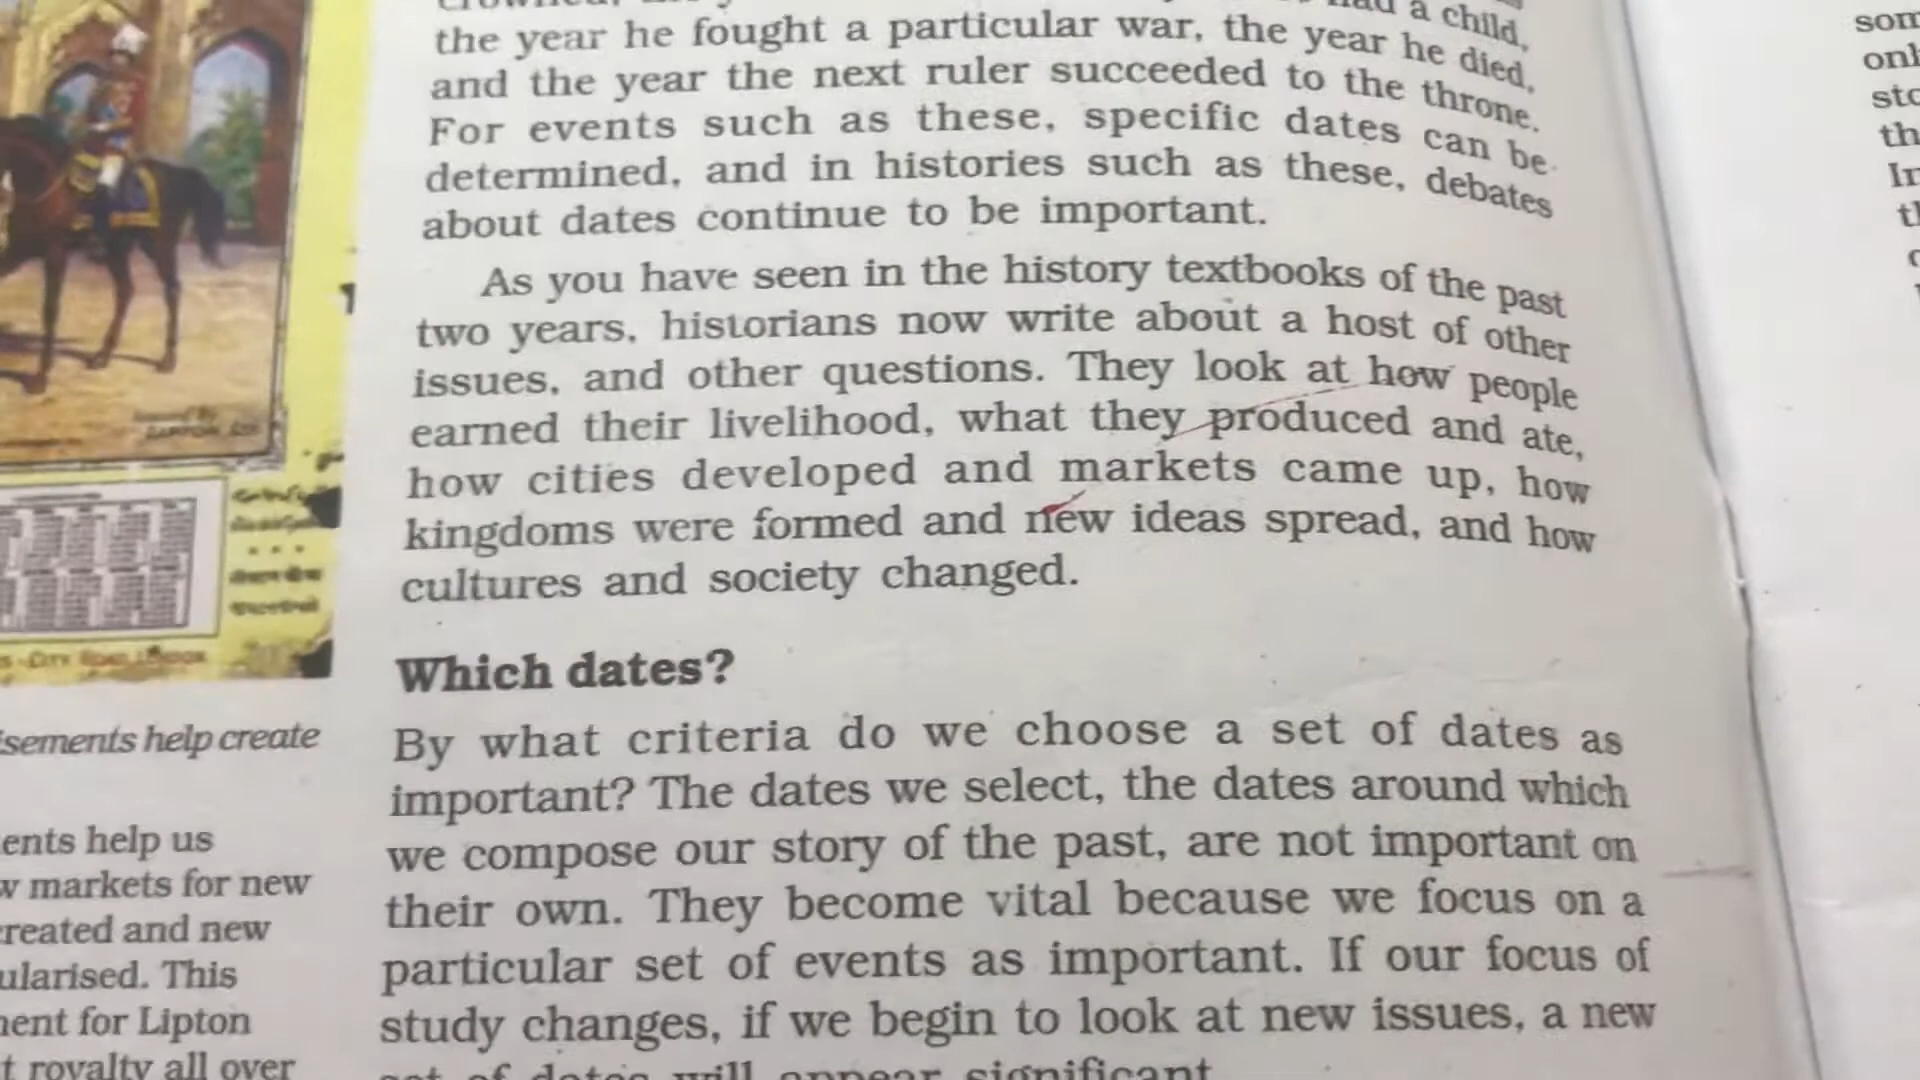 a child,
the year he fought a particular war, the year he died,
and the year the next ruler succeeded to the throne.
For events such as these, specific dates can be
determined, and in histories such as these, debates
about dates continue to be important.
As you have seen in the history textbooks of the past
two years, historians now write about a host of other
issues, and other questions. They look at how people
earned their livelihood, what they produced and ate,
how cities developed and markets came up, how
kingdoms were formed and new ideas spread, and how
cultures and society changed.
Which dates?
By what criteria do we choose a set of dates as
important? The dates we select, the dates around which
we compose our story of the past, are not important on
their own. They become vital because we focus on a
particular set of events as important. If our focus of
study changes, if we begin to look at new issues, a new
set of dates will appear significant.
help create
help us
markets for new
and new
This
for Lipton
royalty all over